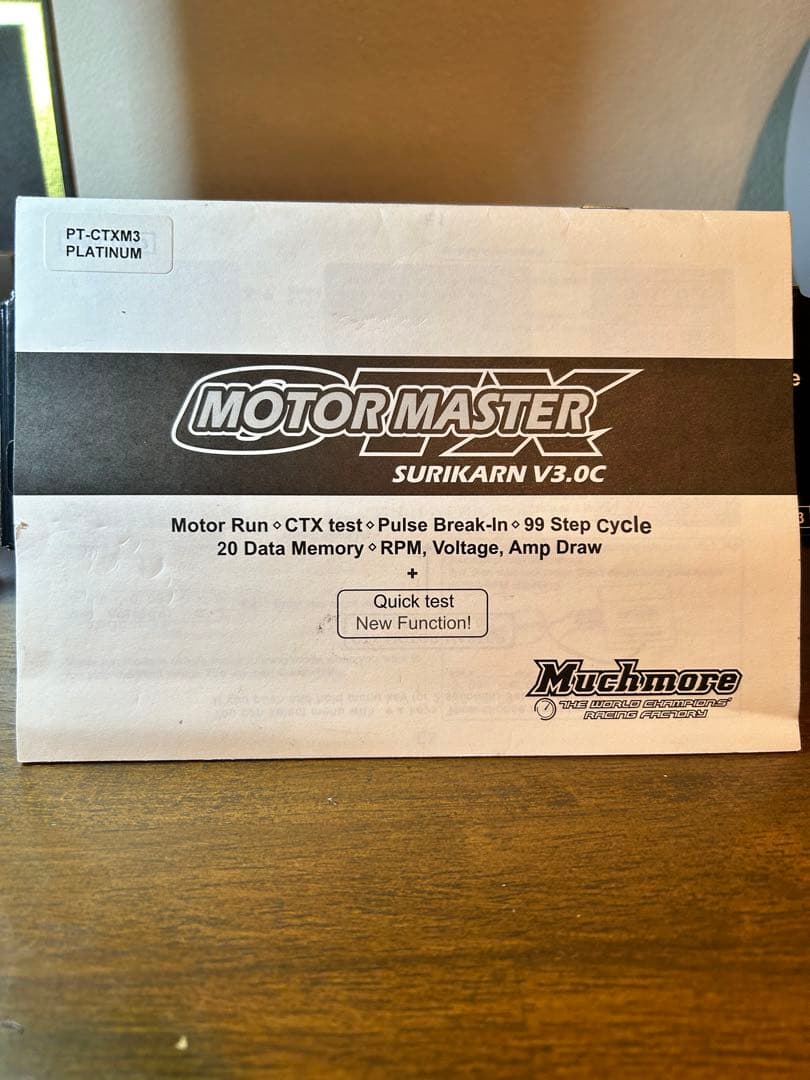 PT-CTXM3
PLATINUM
CTX
MOTOR MASTER
SURIKARN V3.0C
Motor Run ⋄ CTX test ⋄ Pulse Break-In ⋄ 99 Step Cycle
20 Data Memory ⋄ RPM, Voltage, Amp Draw
+
Quick test
New Function!
Muchmore
THE WORLD CHAMPIONS'
RACING FACTORY